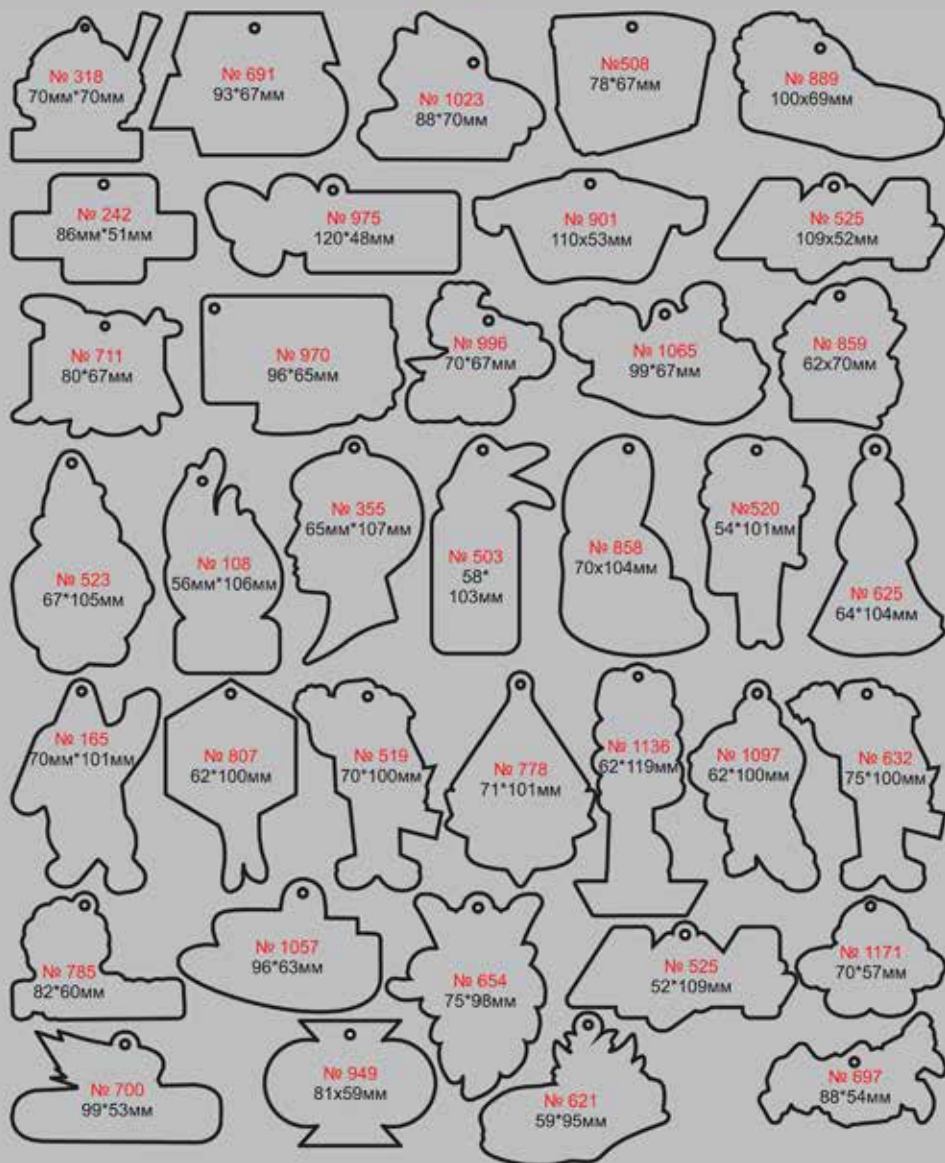 № 318
70мм*70мм
№ 691
93*67мм
№ 1023
88*70мм
№508
78*67мм
№ 889
100х69мм
№ 242
86мм*51мм
№ 975
120*48мм
№ 901
110х53мм
№ 525
109х52мм
№ 711
80*67мм
№ 970
96*65мм
№ 996
70*67мм
№ 1065
99*67мм
№ 859
62х70мм
№ 523
67*105мм
№ 108
56мм*106мм
№ 355
65мм*107мм
№ 503
58*
103мм
№ 858
70х104мм
№520
54*101мм
№ 625
64*104мм
№ 165
70мм*101мм
№ 807
62*100мм
№ 519
70*100мм
№ 778
71*101мм
№ 1136
62*119мм
№ 1097
62*100мм
№ 632
75*100мм
№ 785
82*60мм
№ 1057
96*63мм
№ 654
75*98мм
№ 525
52*109мм
№ 1171
70*57мм
№ 700
99*53мм
№ 949
81х59мм
№ 621
59*95мм
№ 697
88*54мм